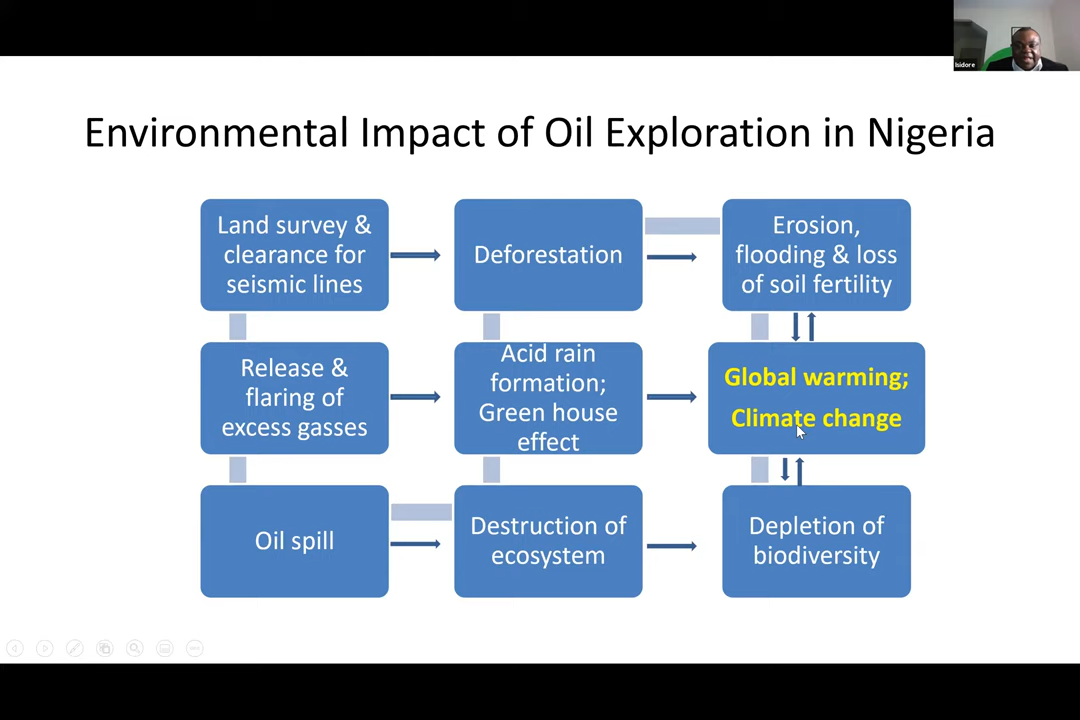 Isidore
Environmental Impact of Oil Exploration in Nigeria
Land survey &
clearance for
seismic lines
Deforestation
Erosion,
flooding & loss
of soil fertility
Release &
flaring of
excess gasses
Acid rain
formation;
Green house
effect
Global warming;
Climate change
Oil spill
Destruction of
ecosystem
Depletion of
biodiversity